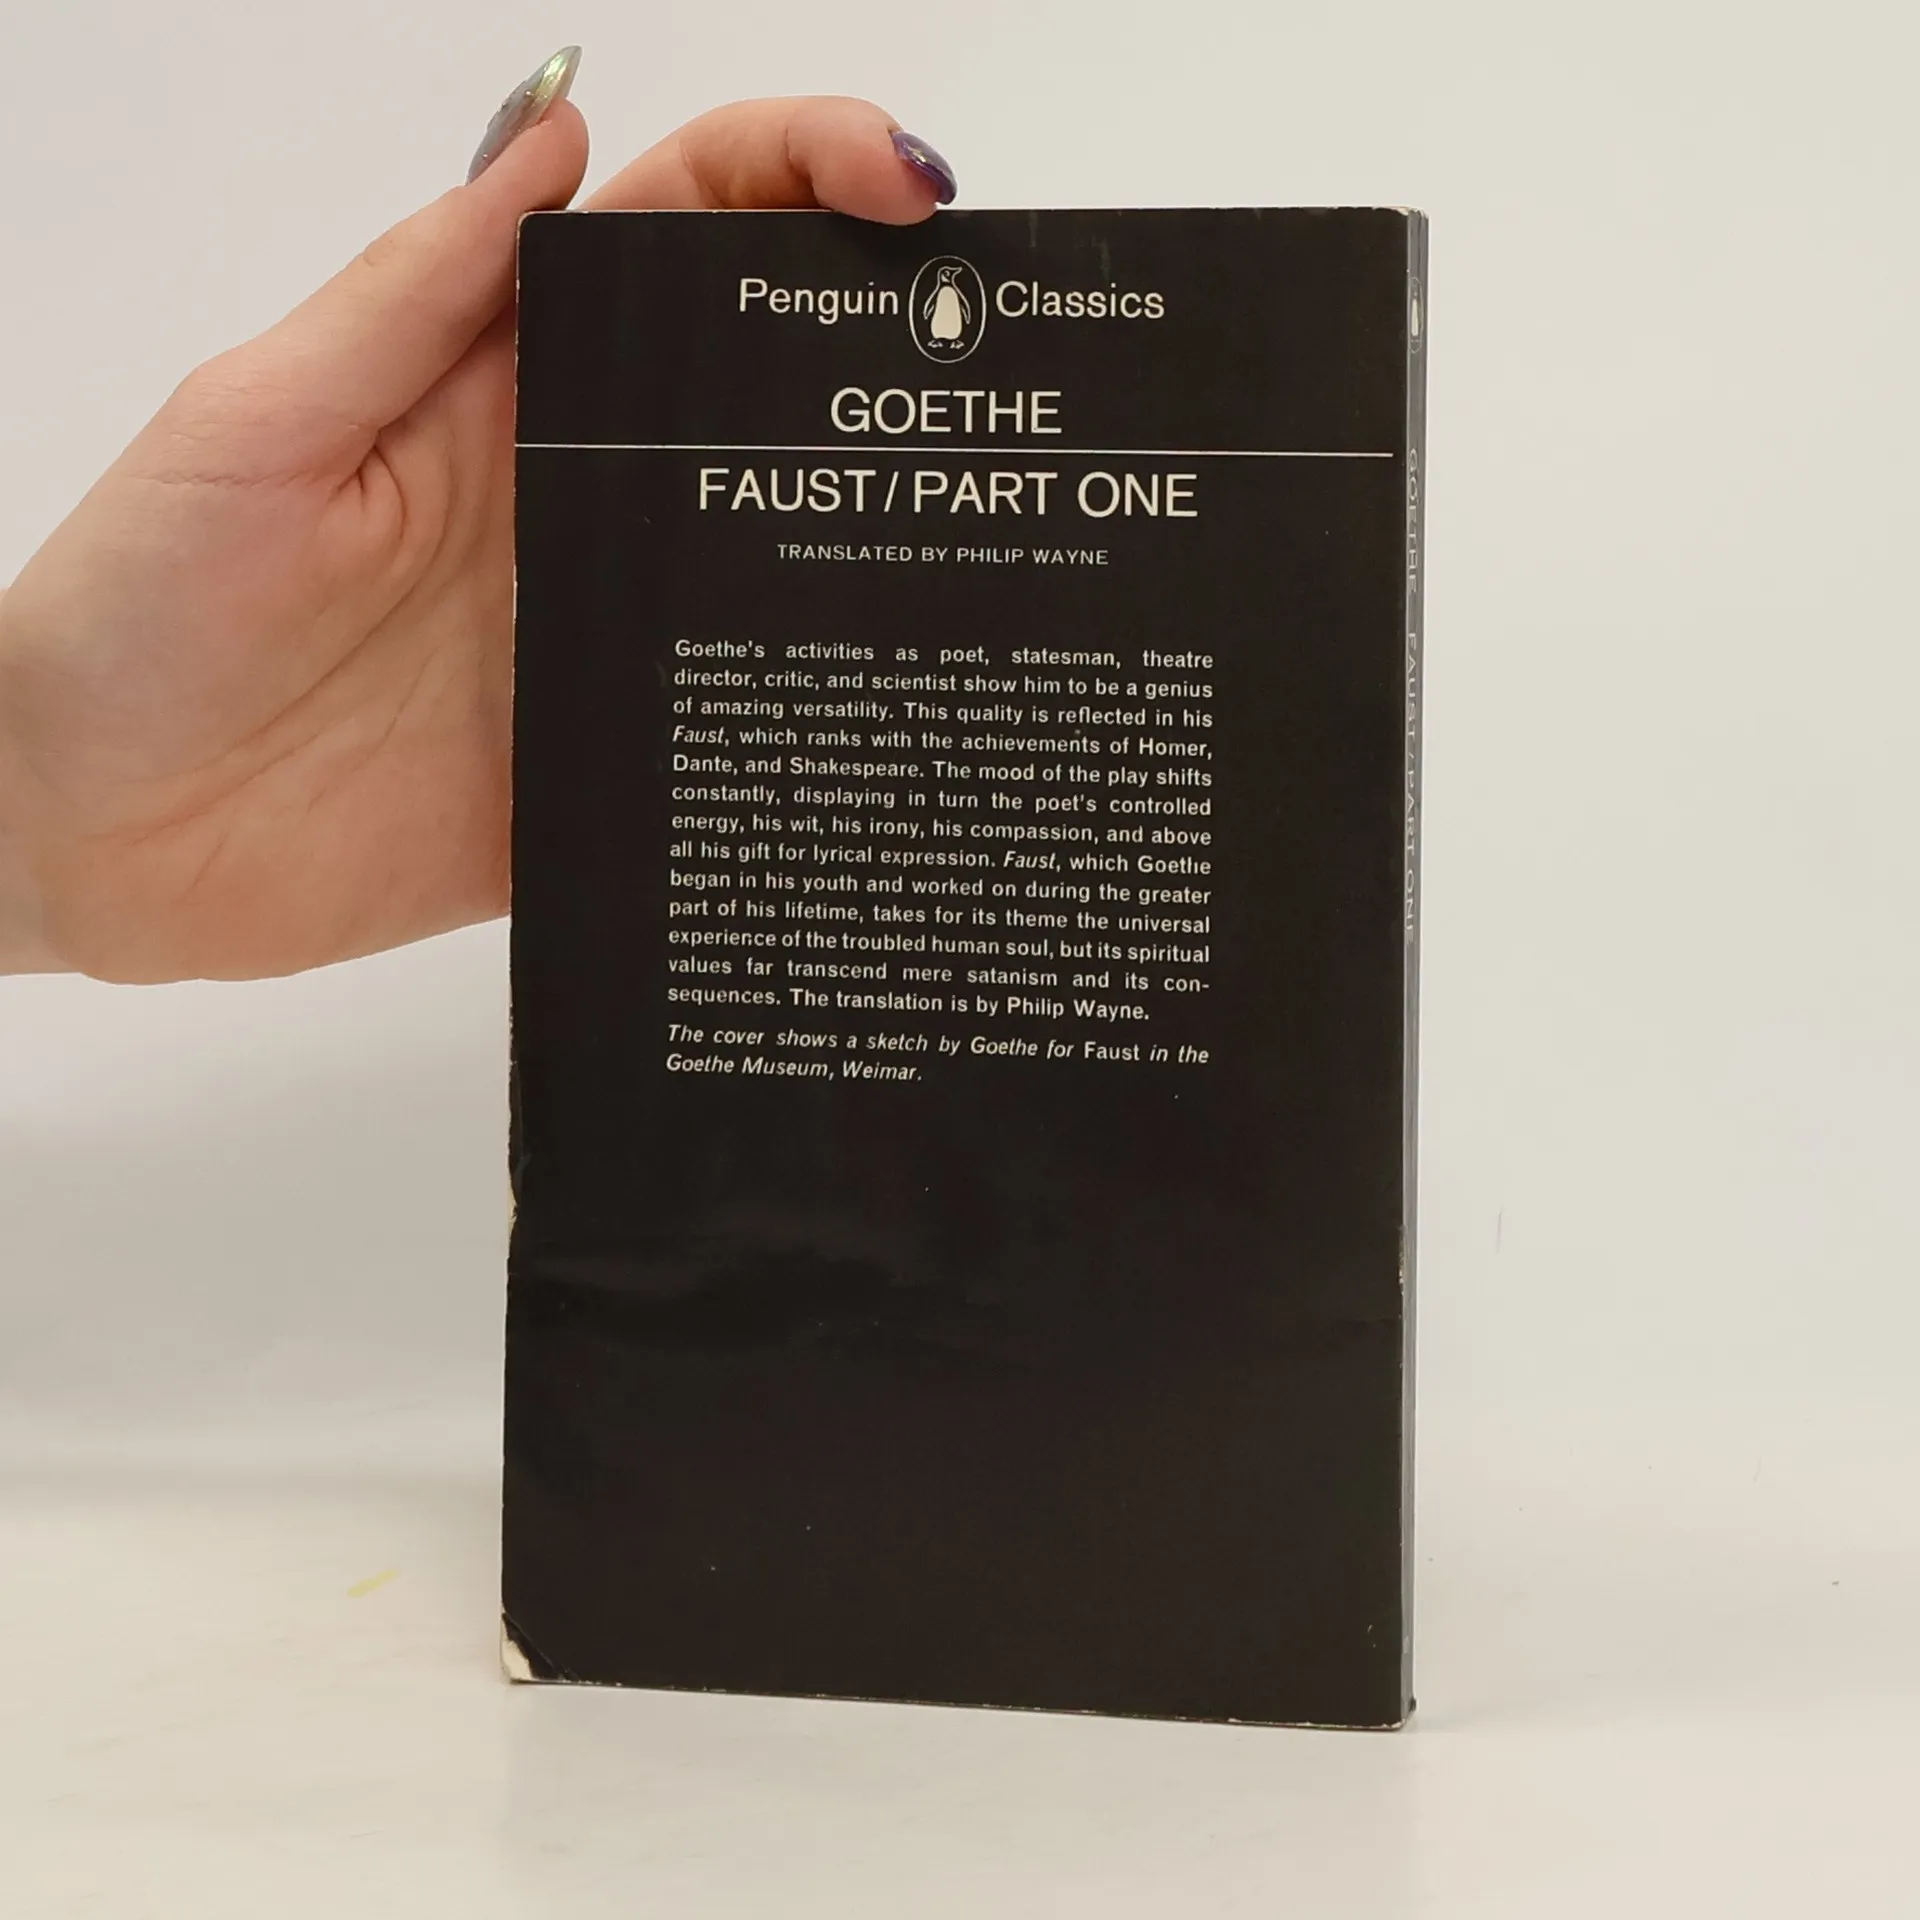 Penguin Classics
GOETHE
FAUST/PART ONE
TRANSLATED BY PHILIP WAYNE
Goethe's activities as poet, statesman, theatre
director, critic, and scientist show him to be a genius
of amazing versatility. This quality is reflected in his
Faust, which ranks with the achievements of Homer,
Dante, and Shakespeare. The mood of the play shifts
constantly, displaying in turn the poet's controlled
energy, his wit, his irony, his compassion, and above
all his gift for lyrical expression. Faust, which Goethe
began in his youth and worked on during the greater
part of his lifetime, takes for its theme the universal
experience of the troubled human soul, but its spiritual
values far transcend mere satanism and its con-
sequences. The translation is by Philip Wayne.
The cover shows a sketch by Goethe for Faust in the
Goethe Museum, Weimar.
GOETHE FAUST/PART ONE